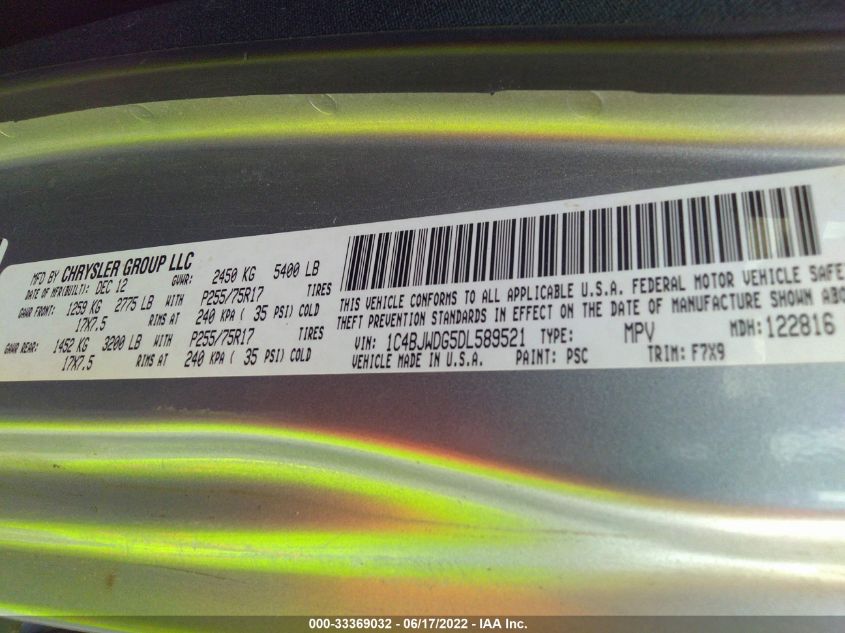 MFD BY CHRYSLER GROUP LLC
DATE OF MFR(BUILT): DEC 12 GVWR: 2450 KG 5400 LB
GAWR FRONT: 1259 KG 2775 LB WITH P255/75R17 TIRES
17X7.5 RIMS AT 240 KPA ( 35 PSI) COLD
GAWR REAR: 1452 KG 3200 LB WITH P255/75R17 TIRES
17X7.5 RIMS AT 240 KPA ( 35 PSI) COLD
THIS VEHICLE CONFORMS TO ALL APPLICABLE U.S.A. FEDERAL MOTOR VEHICLE SAFE
THEFT PREVENTION STANDARDS IN EFFECT ON THE DATE OF MANUFACTURE SHOWN ABO
VIN: 1C4BJWDG5DL589521 TYPE: MPV MDH: 122816
VEHICLE MADE IN U.S.A. PAINT: PSC TRIM: F7X9
000-33369032 - 06/17/2022 - IAA Inc.